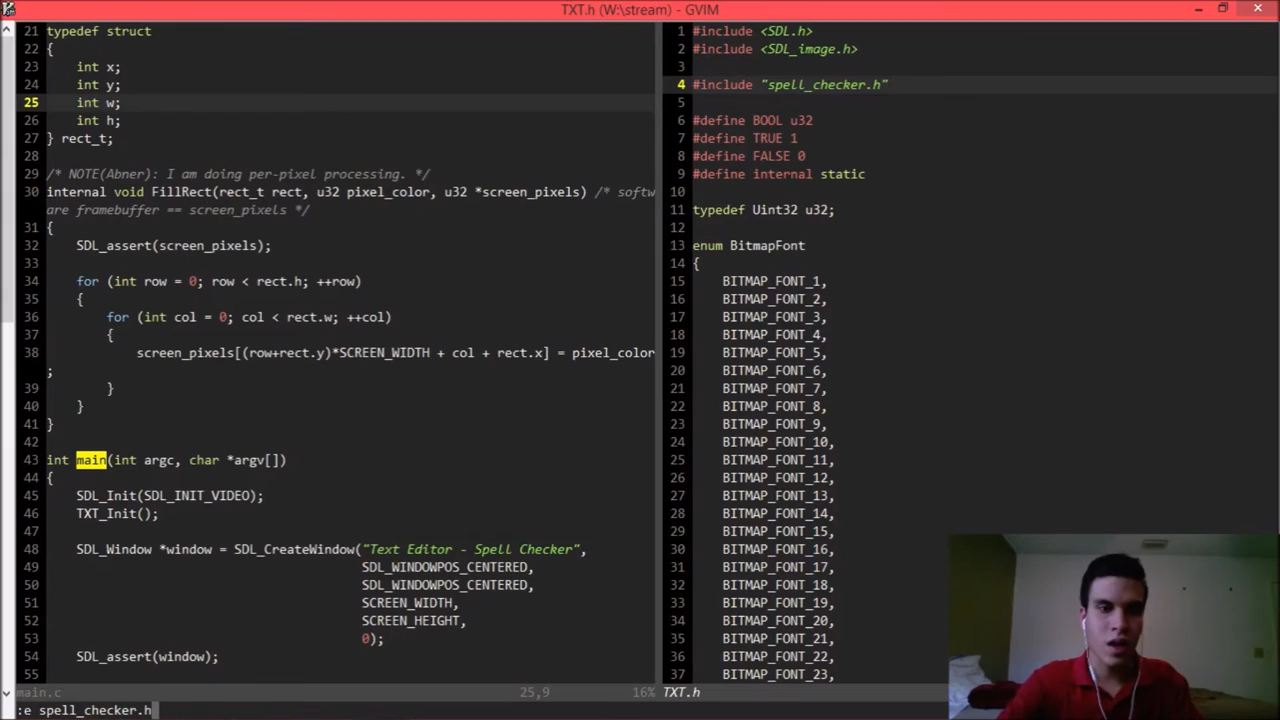 TXT.h (W:\stream) - GVIM
21 typedef struct
22 {
23     int x;
24     int y;
25     int w;
26     int h;
27 } rect_t;
28
29 /* NOTE(Abner): I am doing per-pixel processing. */
30 internal void FillRect(rect_t rect, u32 pixel_color, u32 *screen_pixels) /* softw
are framebuffer == screen_pixels */
31 {
32     SDL_assert(screen_pixels);
33
34     for (int row = 0; row < rect.h; ++row)
35     {
36         for (int col = 0; col < rect.w; ++col)
37         {
38             screen_pixels[(row+rect.y)*SCREEN_WIDTH + col + rect.x] = pixel_color
;
39         }
40     }
41 }
42
43 int main(int argc, char *argv[])
44 {
45     SDL_Init(SDL_INIT_VIDEO);
46     TXT_Init();
47
48     SDL_Window *window = SDL_CreateWindow("Text Editor - Spell Checker",
49                                           SDL_WINDOWPOS_CENTERED,
50                                           SDL_WINDOWPOS_CENTERED,
51                                           SCREEN_WIDTH,
52                                           SCREEN_HEIGHT,
53                                           0);
54     SDL_assert(window);
55
main.c 25,9 16%
1 #include <SDL.h>
2 #include <SDL_image.h>
3
4 #include "spell_checker.h"
5
6 #define BOOL u32
7 #define TRUE 1
8 #define FALSE 0
9 #define internal static
10
11 typedef Uint32 u32;
12
13 enum BitmapFont
14 {
15     BITMAP_FONT_1,
16     BITMAP_FONT_2,
17     BITMAP_FONT_3,
18     BITMAP_FONT_4,
19     BITMAP_FONT_5,
20     BITMAP_FONT_6,
21     BITMAP_FONT_7,
22     BITMAP_FONT_8,
23     BITMAP_FONT_9,
24     BITMAP_FONT_10,
25     BITMAP_FONT_11,
26     BITMAP_FONT_12,
27     BITMAP_FONT_13,
28     BITMAP_FONT_14,
29     BITMAP_FONT_15,
30     BITMAP_FONT_16,
31     BITMAP_FONT_17,
32     BITMAP_FONT_18,
33     BITMAP_FONT_19,
34     BITMAP_FONT_20,
35     BITMAP_FONT_21,
36     BITMAP_FONT_22,
37     BITMAP_FONT_23,
TXT.h
:e spell_checker.h